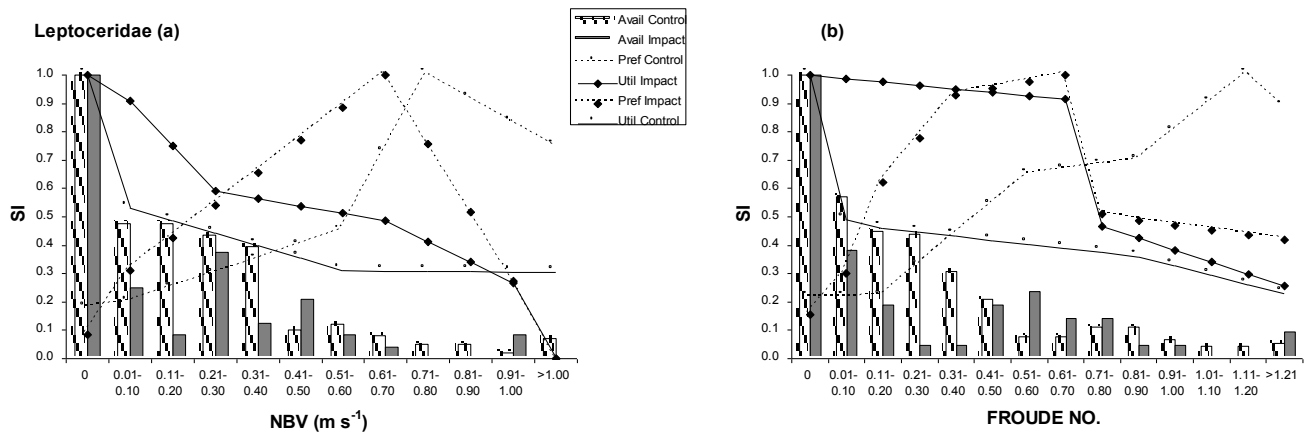 Leptoceridae (a)
(b)
Avail Control
Avail Impact
Pref Control
Util Impact
Pref Impact
Util Control
SI
1.0
0.9
0.8
0.7
0.6
0.5
0.4
0.3
0.2
0.1
0.0
0 0.01-0.10 0.11-0.20 0.21-0.30 0.31-0.40 0.41-0.50 0.51-0.60 0.61-0.70 0.71-0.80 0.81-0.90 0.91-1.00 >1.00
NBV (m s⁻¹)
SI
1.0
0.9
0.8
0.7
0.6
0.5
0.4
0.3
0.2
0.1
0.0
0 0.01-0.10 0.11-0.20 0.21-0.30 0.31-0.40 0.41-0.50 0.51-0.60 0.61-0.70 0.71-0.80 0.81-0.90 0.91-1.00 1.01-1.10 1.11-1.20 >1.21
FROUDE NO.